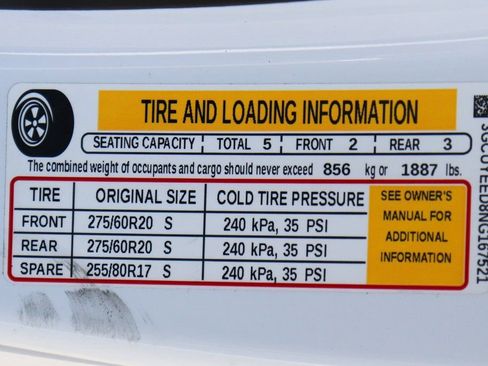 TIRE AND LOADING INFORMATION
SEATING CAPACITY TOTAL 5 FRONT 2 REAR 3
The combined weight of occupants and cargo should never exceed 856 kg or 1887 lbs.
TIRE ORIGINAL SIZE COLD TIRE PRESSURE
FRONT 275/60R20 S 240 kPa, 35 PSI
REAR 275/60R20 S 240 kPa, 35 PSI
SPARE 255/80R17 S 240 kPa, 35 PSI
SEE OWNER'S
MANUAL FOR
ADDITIONAL
INFORMATION
3GCUYEED8NG167521